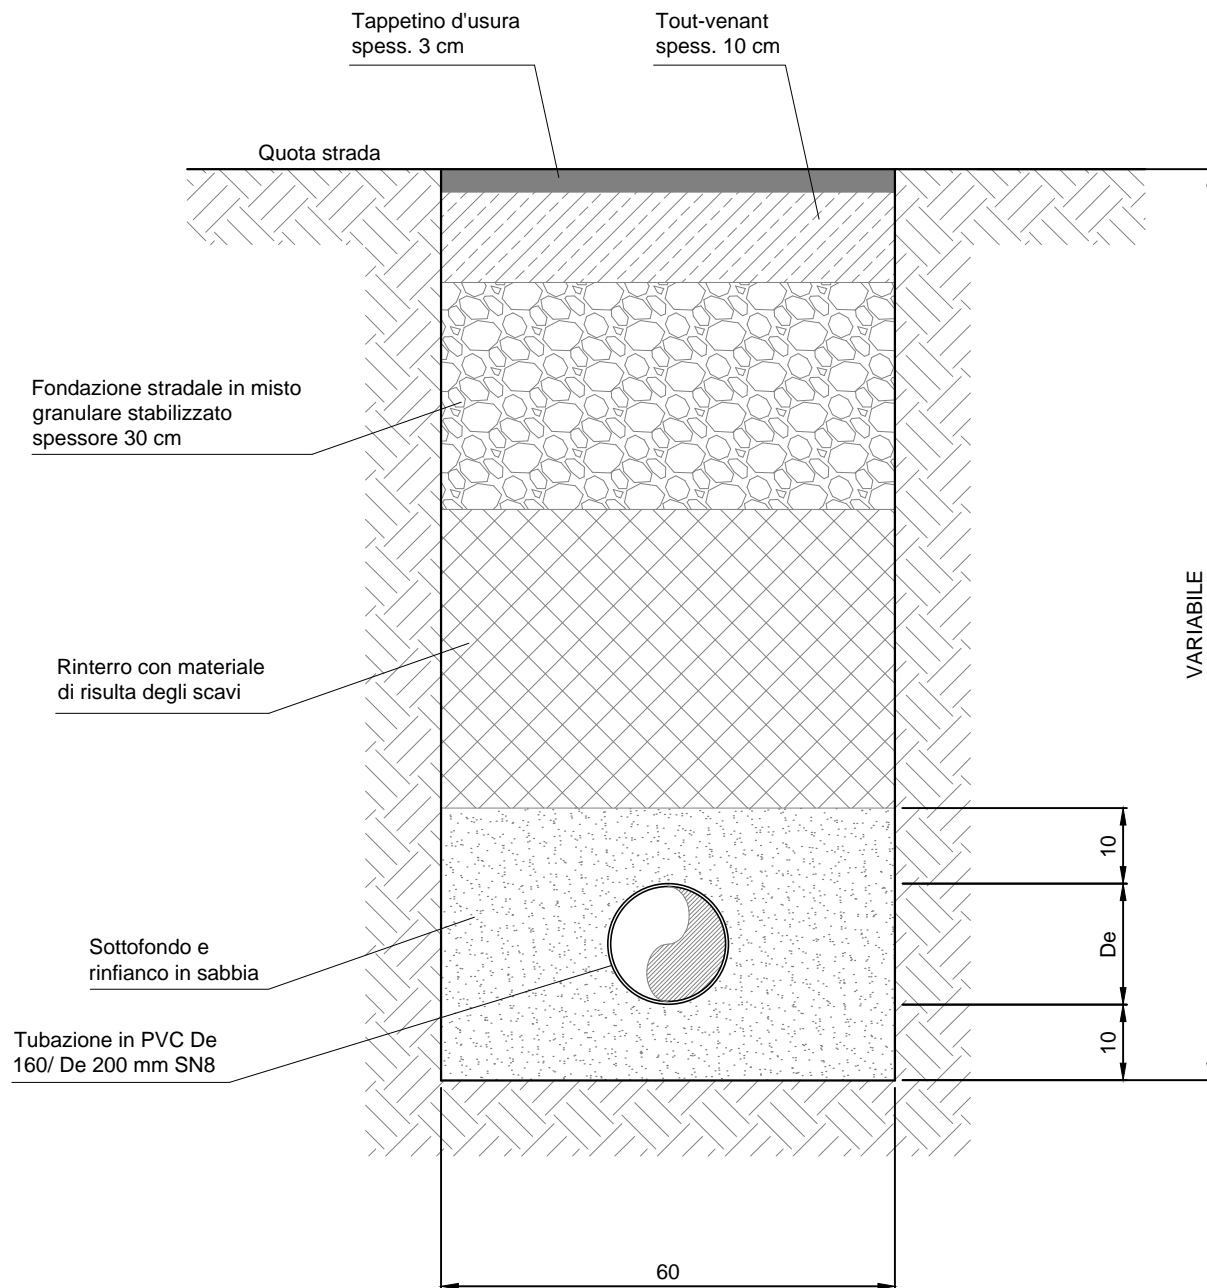 Tappetino d'usura
spess. 3 cm
Tout-venant
spess. 10 cm
Quota strada
Fondazione stradale in misto
granulare stabilizzato
spessore 30 cm
VARIABILE
Rinterro con materiale
di risulta degli scavi
10
De
10
Sottofondo e
rinfianco in sabbia
Tubazione in PVC De
160/ De 200 mm SN8
60